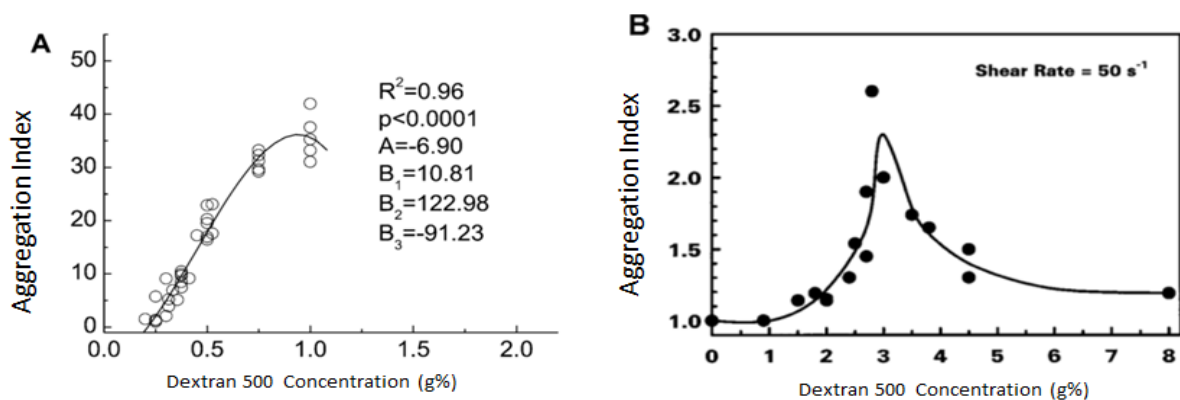 A
Aggregation Index
50
40
30
20
10
0
R²=0.96
p<0.0001
A=-6.90
B₁=10.81
B₂=122.98
B₃=-91.23
0.0 0.5 1.0 1.5 2.0
Dextran 500 Concentration (g%)
B
Aggregation Index
3.0
2.5
2.0
1.5
1.0
Shear Rate = 50 s⁻¹
0 1 2 3 4 5 6 7 8
Dextran 500 Concentration (g%)